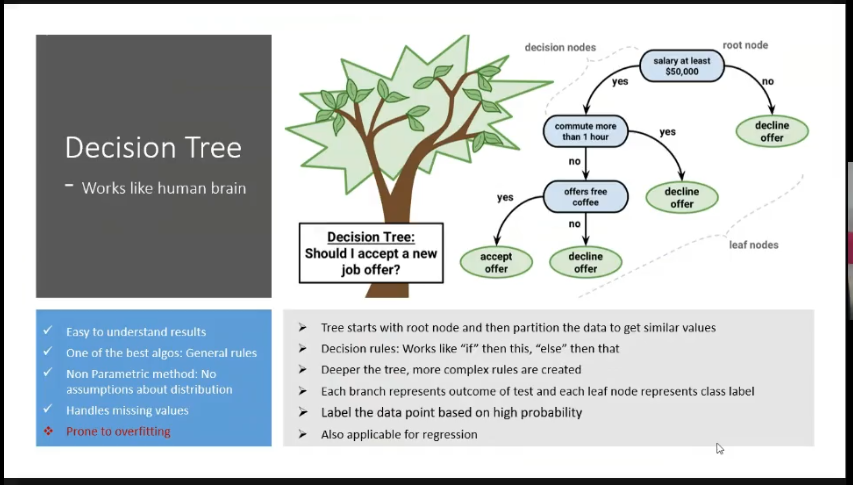 Decision Tree
- Works like human brain
decision nodes
root node
salary at least
$50,000
yes
no
commute more
than 1 hour
decline
offer
yes
no
offers free
coffee
decline
offer
yes
no
accept
offer
decline
offer
leaf nodes
Decision Tree:
Should I accept a new
job offer?
Easy to understand results
One of the best algos: General rules
Non Parametric method: No
assumptions about distribution
Handles missing values
Prone to overfitting
Tree starts with root node and then partition the data to get similar values
Decision rules: Works like “if” then this, “else” then that
Deeper the tree, more complex rules are created
Each branch represents outcome of test and each leaf node represents class label
Label the data point based on high probability
Also applicable for regression